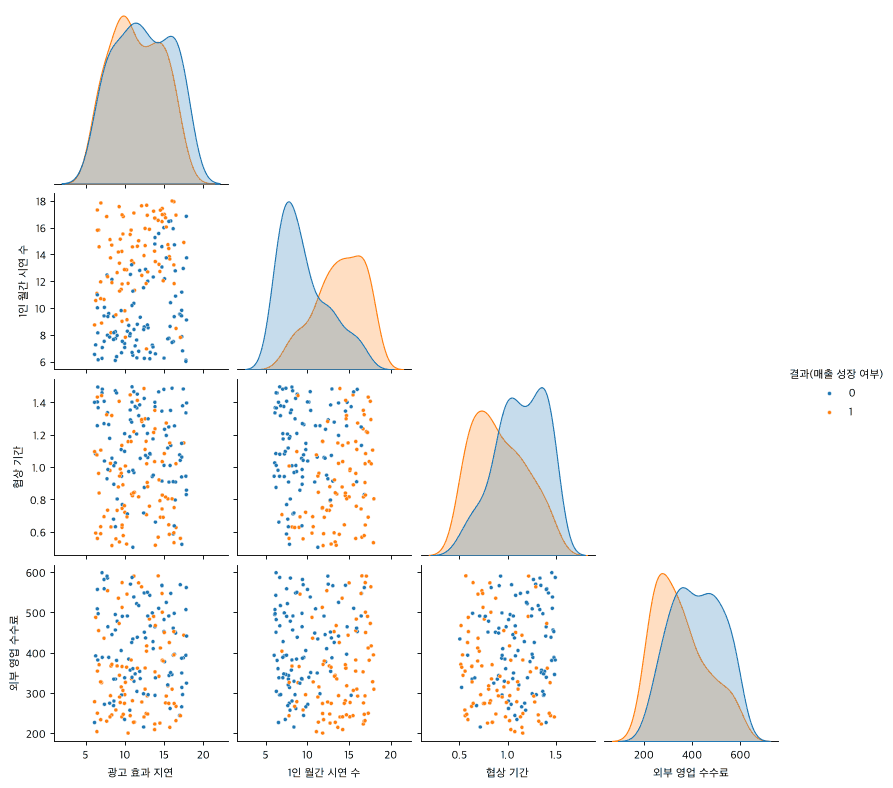 18
16
14
12
10
8
6
1인 월간 시연 수
1.4
1.2
1.0
0.8
0.6
협상 기간
결과(매출 성장 여부)
0
1
600
500
400
300
200
외부 영업 수수료
5 10 15 20
광고 효과 지연
5 10 15 20
1인 월간 시연 수
0.5 1.0 1.5
협상 기간
200 400 600
외부 영업 수수료